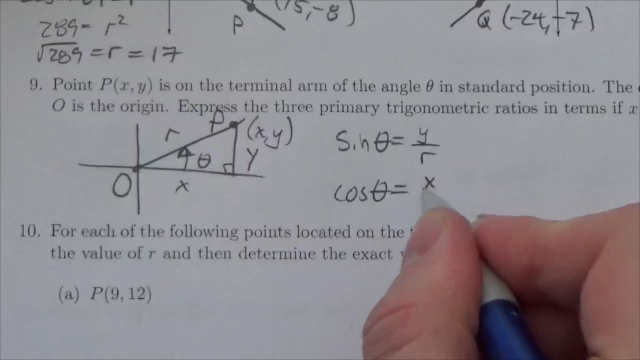 289 = r²
√289 = r = 17
P
(15,-8)
Q (-24,-7)
9. Point P(x, y) is on the terminal arm of the angle θ in standard position. The
O is the origin. Express the three primary trigonometric ratios in terms if x
P (x,y)
r
θ
y
O
x
sinθ = y/r
cosθ = x
10. For each of the following points located on the
the value of r and then determine the exact
(a) P(9, 12)